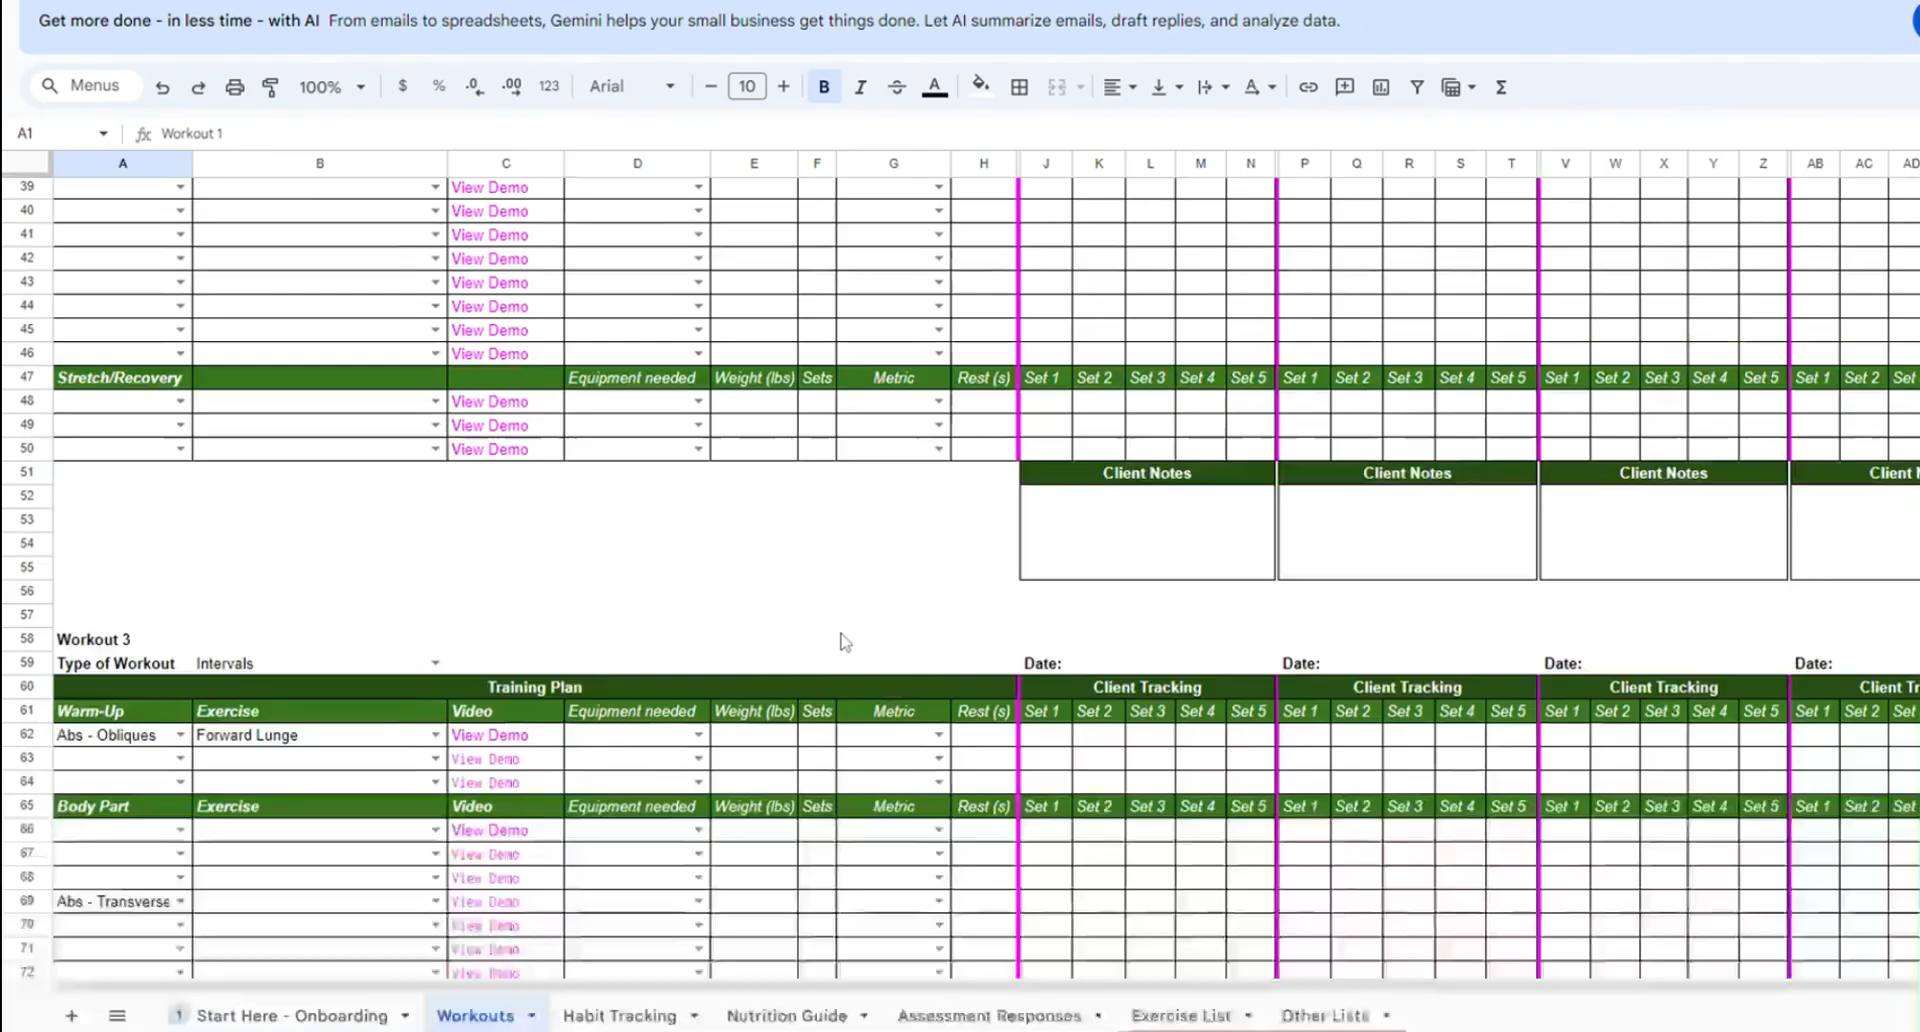 Get more done - in less time - with AI From emails to spreadsheets, Gemini helps your small business get things done. Let AI summarize emails, draft replies, and analyze data.
Menus 100% $ % .0 .00 123 Arial 10 B I A Σ
A1 fx Workout 1
A B C D E F G H J K L M N P Q R S T V W X Y Z AB AC AD
39 View Demo
40 View Demo
41 View Demo
42 View Demo
43 View Demo
44 View Demo
45 View Demo
46 View Demo
47 Stretch/Recovery Equipment needed Weight (lbs) Sets Metric Rest (s) Set 1 Set 2 Set 3 Set 4 Set 5 Set 1 Set 2 Set 3 Set 4 Set 5 Set 1 Set 2 Set 3 Set 4 Set 5 Set 1 Set 2 Set
48 View Demo
49 View Demo
50 View Demo
51 Client Notes Client Notes Client Notes Client
52
53
54
55
56
57
58 Workout 3
59 Type of Workout Intervals Date: Date: Date: Date:
60 Training Plan Client Tracking Client Tracking Client Tracking Client Tr
61 Warm-Up Exercise Video Equipment needed Weight (lbs) Sets Metric Rest (s) Set 1 Set 2 Set 3 Set 4 Set 5 Set 1 Set 2 Set 3 Set 4 Set 5 Set 1 Set 2 Set 3 Set 4 Set 5 Set 1 Set 2 Set
62 Abs - Obliques Forward Lunge View Demo
63 View Demo
64 View Demo
65 Body Part Exercise Video Equipment needed Weight (lbs) Sets Metric Rest (s) Set 1 Set 2 Set 3 Set 4 Set 5 Set 1 Set 2 Set 3 Set 4 Set 5 Set 1 Set 2 Set 3 Set 4 Set 5 Set 1 Set 2 Set
66 View Demo
67 View Demo
68 View Demo
69 Abs - Transverse View Demo
70 View Demo
71 View Demo
72 View Demo
1 Start Here - Onboarding Workouts Habit Tracking Nutrition Guide Assessment Responses Exercise List Other Lists